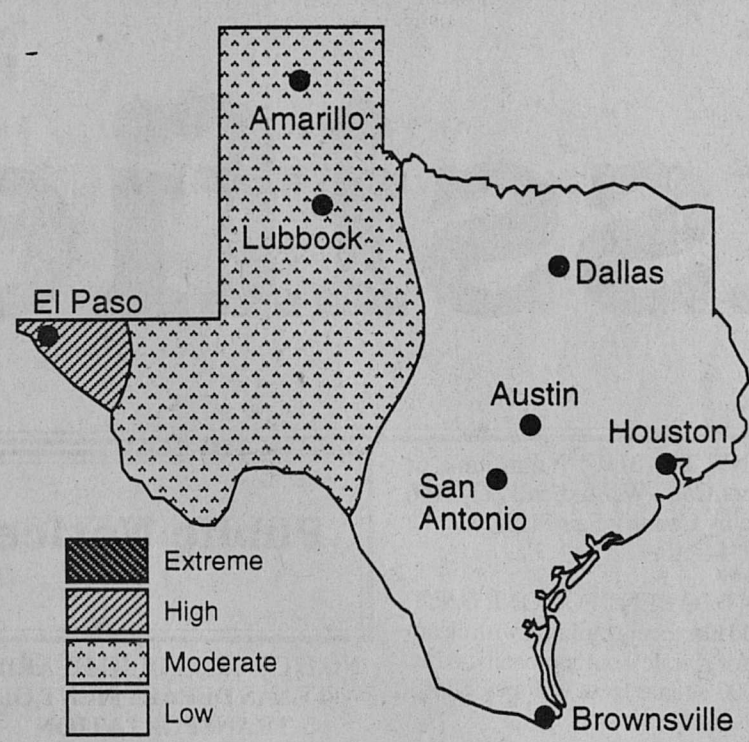 Amarillo
Lubbock
El Paso
Dallas
Austin
Houston
San
Antonio
Extreme
High
Moderate
Low
Brownsville